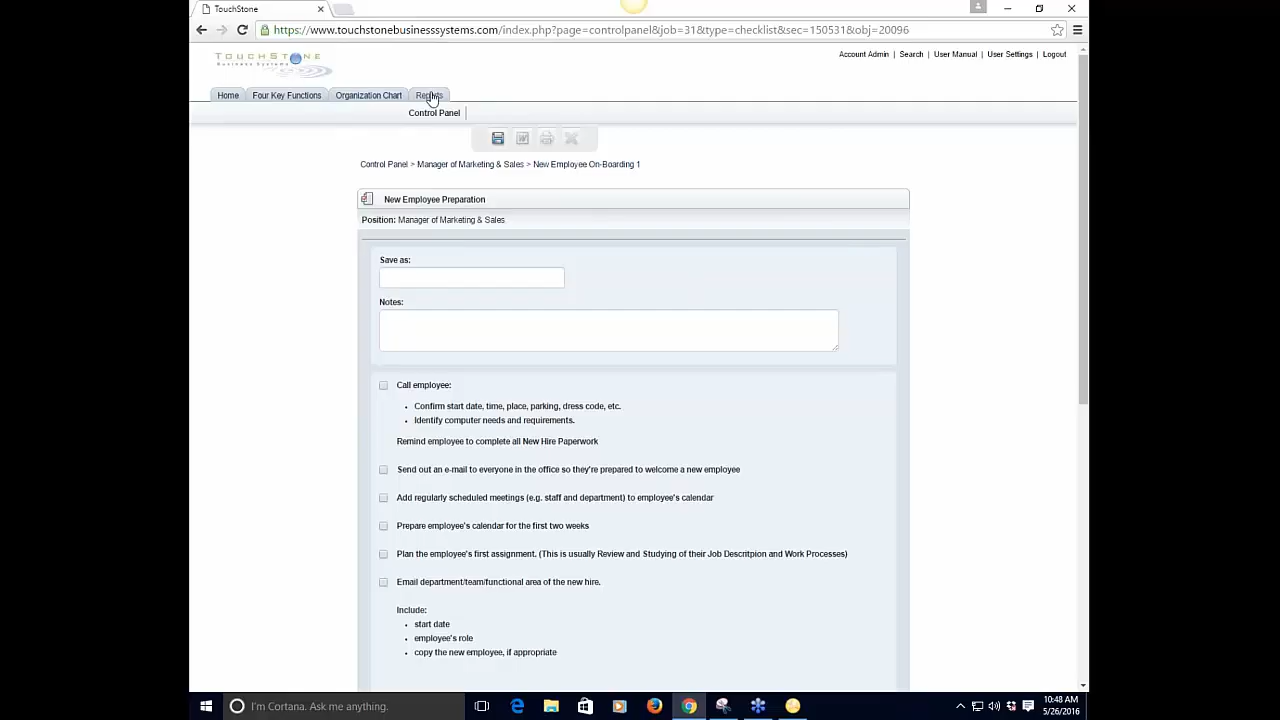 TouchStone
https://www.touchstonebusinesssystems.com/index.php?page=controlpanel&job=31&type=checklist&sec=150531&obj=20096
TOUCHSTONE
Business Systems
Account Admin | Search | User Manual | User Settings | Logout
Home Four Key Functions Organization Chart Reports
Control Panel
Control Panel > Manager of Marketing & Sales > New Employee On-Boarding 1
New Employee Preparation
Position: Manager of Marketing & Sales
Save as:
Notes:
Call employee:
• Confirm start date, time, place, parking, dress code, etc.
• Identify computer needs and requirements.
Remind employee to complete all New Hire Paperwork
Send out an e-mail to everyone in the office so they're prepared to welcome a new employee
Add regularly scheduled meetings (e.g. staff and department) to employee's calendar
Prepare employee's calendar for the first two weeks
Plan the employee's first assignment. (This is usually Review and Studying of their Job Descritpion and Work Processes)
Email department/team/functional area of the new hire.
Include:
• start date
• employee's role
• copy the new employee, if appropriate
I'm Cortana. Ask me anything.
10:48 AM
5/26/2016